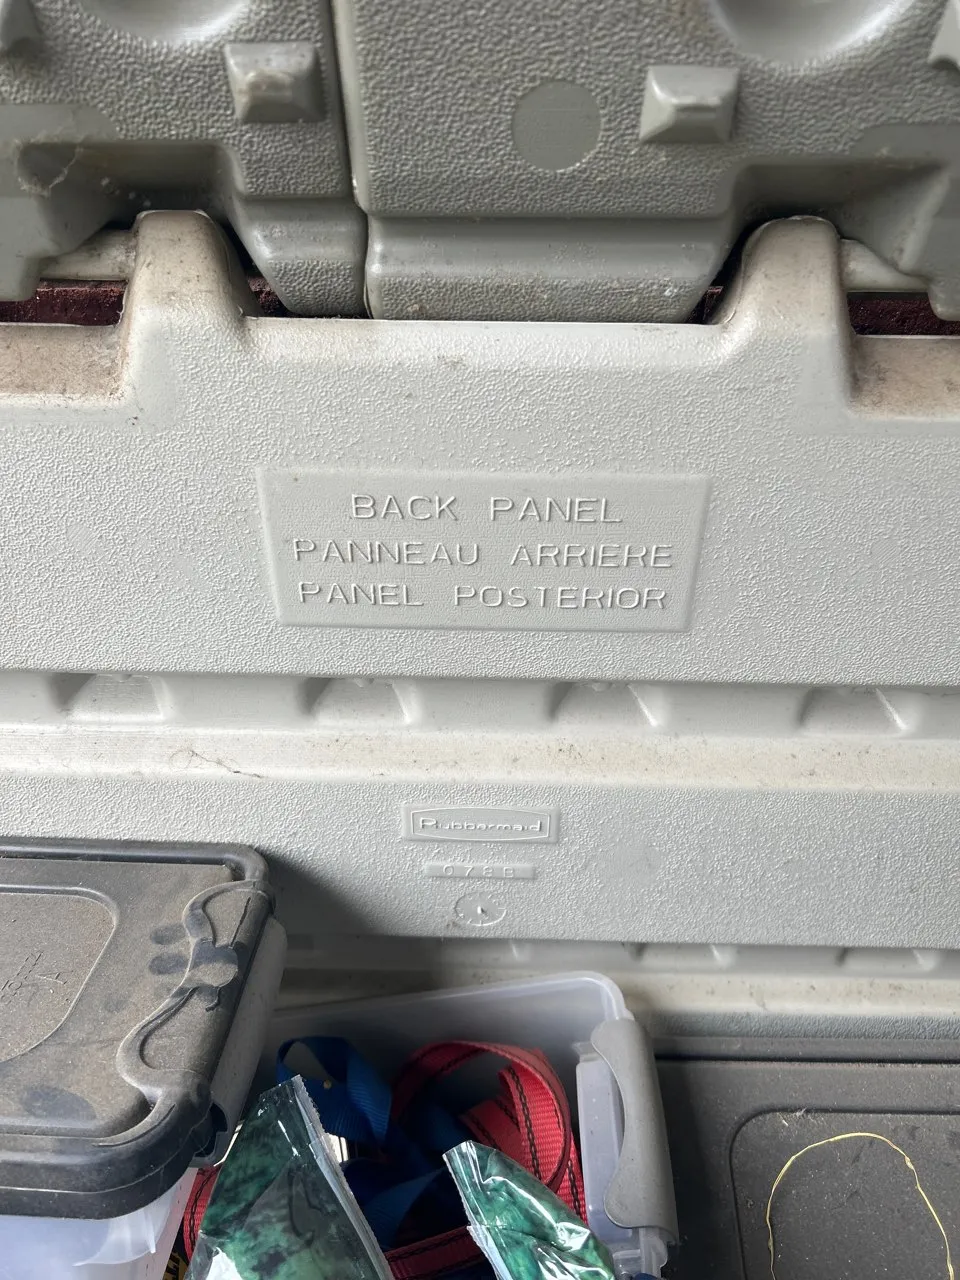 BACK PANEL
PANNEAU ARRIERE
PANEL POSTERIOR
Rubbermaid